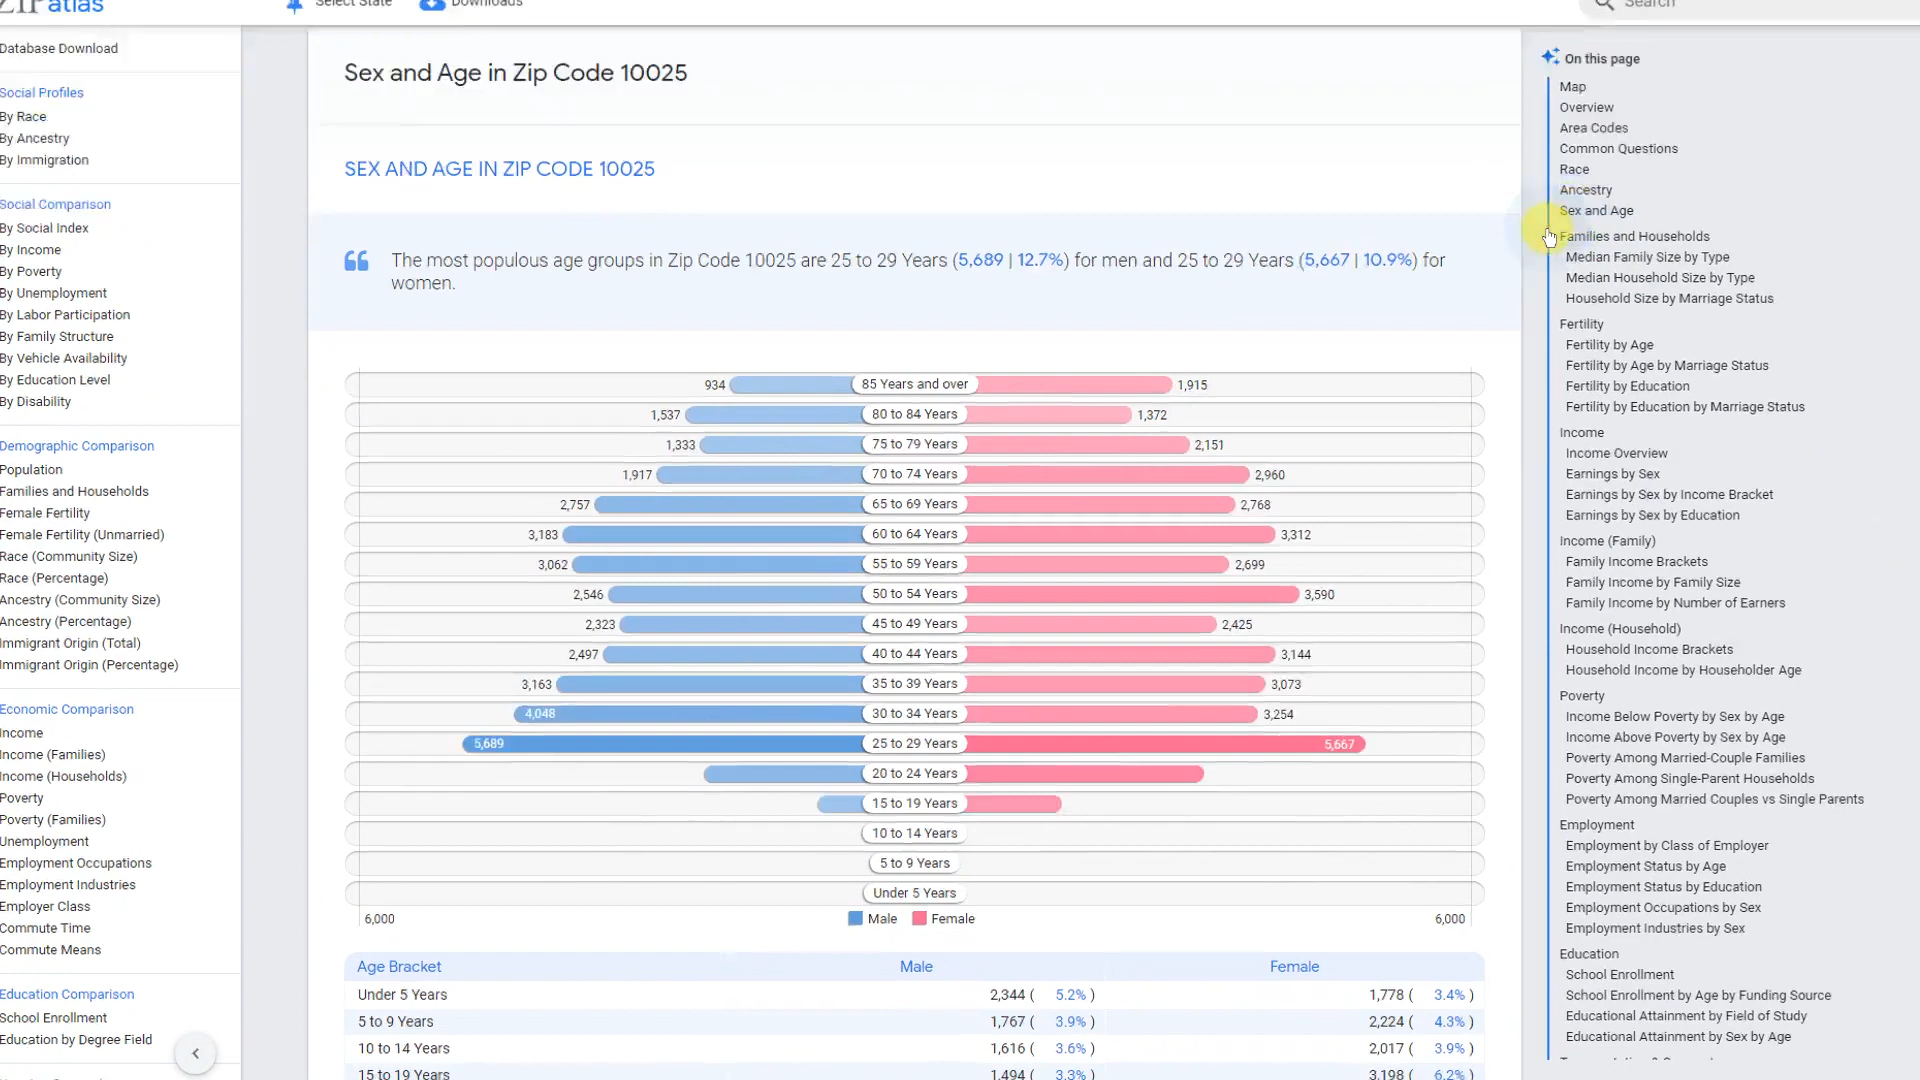 ZIP atlas
Select State
Downloads
Search
Database Download
Social Profiles
By Race
By Ancestry
By Immigration
Social Comparison
By Social Index
By Income
By Poverty
By Unemployment
By Labor Participation
By Family Structure
By Vehicle Availability
By Education Level
By Disability
Demographic Comparison
Population
Families and Households
Female Fertility
Female Fertility (Unmarried)
Race (Community Size)
Race (Percentage)
Ancestry (Community Size)
Ancestry (Percentage)
Immigrant Origin (Total)
Immigrant Origin (Percentage)
Economic Comparison
Income
Income (Families)
Income (Households)
Poverty
Poverty (Families)
Unemployment
Employment Occupations
Employment Industries
Employer Class
Commute Time
Commute Means
Education Comparison
School Enrollment
Education by Degree Field
Sex and Age in Zip Code 10025
SEX AND AGE IN ZIP CODE 10025
The most populous age groups in Zip Code 10025 are 25 to 29 Years (5,689 | 12.7%) for men and 25 to 29 Years (5,667 | 10.9%) for
women.
934 85 Years and over 1,915
1,537 80 to 84 Years 1,372
1,333 75 to 79 Years 2,151
1,917 70 to 74 Years 2,960
2,757 65 to 69 Years 2,768
3,183 60 to 64 Years 3,312
3,062 55 to 59 Years 2,699
2,546 50 to 54 Years 3,590
2,323 45 to 49 Years 2,425
2,497 40 to 44 Years 3,144
3,163 35 to 39 Years 3,073
4,048 30 to 34 Years 3,254
5,689 25 to 29 Years 5,667
20 to 24 Years
15 to 19 Years
10 to 14 Years
5 to 9 Years
Under 5 Years
6,000 Male Female 6,000
Age Bracket Male Female
Under 5 Years 2,344 ( 5.2% ) 1,778 ( 3.4% )
5 to 9 Years 1,767 ( 3.9% ) 2,224 ( 4.3% )
10 to 14 Years 1,616 ( 3.6% ) 2,017 ( 3.9% )
15 to 19 Years 1,494 ( 3.3% ) 3,198 ( 6.2% )
On this page
Map
Overview
Area Codes
Common Questions
Race
Ancestry
Sex and Age
Families and Households
Median Family Size by Type
Median Household Size by Type
Household Size by Marriage Status
Fertility
Fertility by Age
Fertility by Age by Marriage Status
Fertility by Education
Fertility by Education by Marriage Status
Income
Income Overview
Earnings by Sex
Earnings by Sex by Income Bracket
Earnings by Sex by Education
Income (Family)
Family Income Brackets
Family Income by Family Size
Family Income by Number of Earners
Income (Household)
Household Income Brackets
Household Income by Householder Age
Poverty
Income Below Poverty by Sex by Age
Income Above Poverty by Sex by Age
Poverty Among Married-Couple Families
Poverty Among Single-Parent Households
Poverty Among Married Couples vs Single Parents
Employment
Employment by Class of Employer
Employment Status by Age
Employment Status by Education
Employment Occupations by Sex
Employment Industries by Sex
Education
School Enrollment
School Enrollment by Age by Funding Source
Educational Attainment by Field of Study
Educational Attainment by Sex by Age